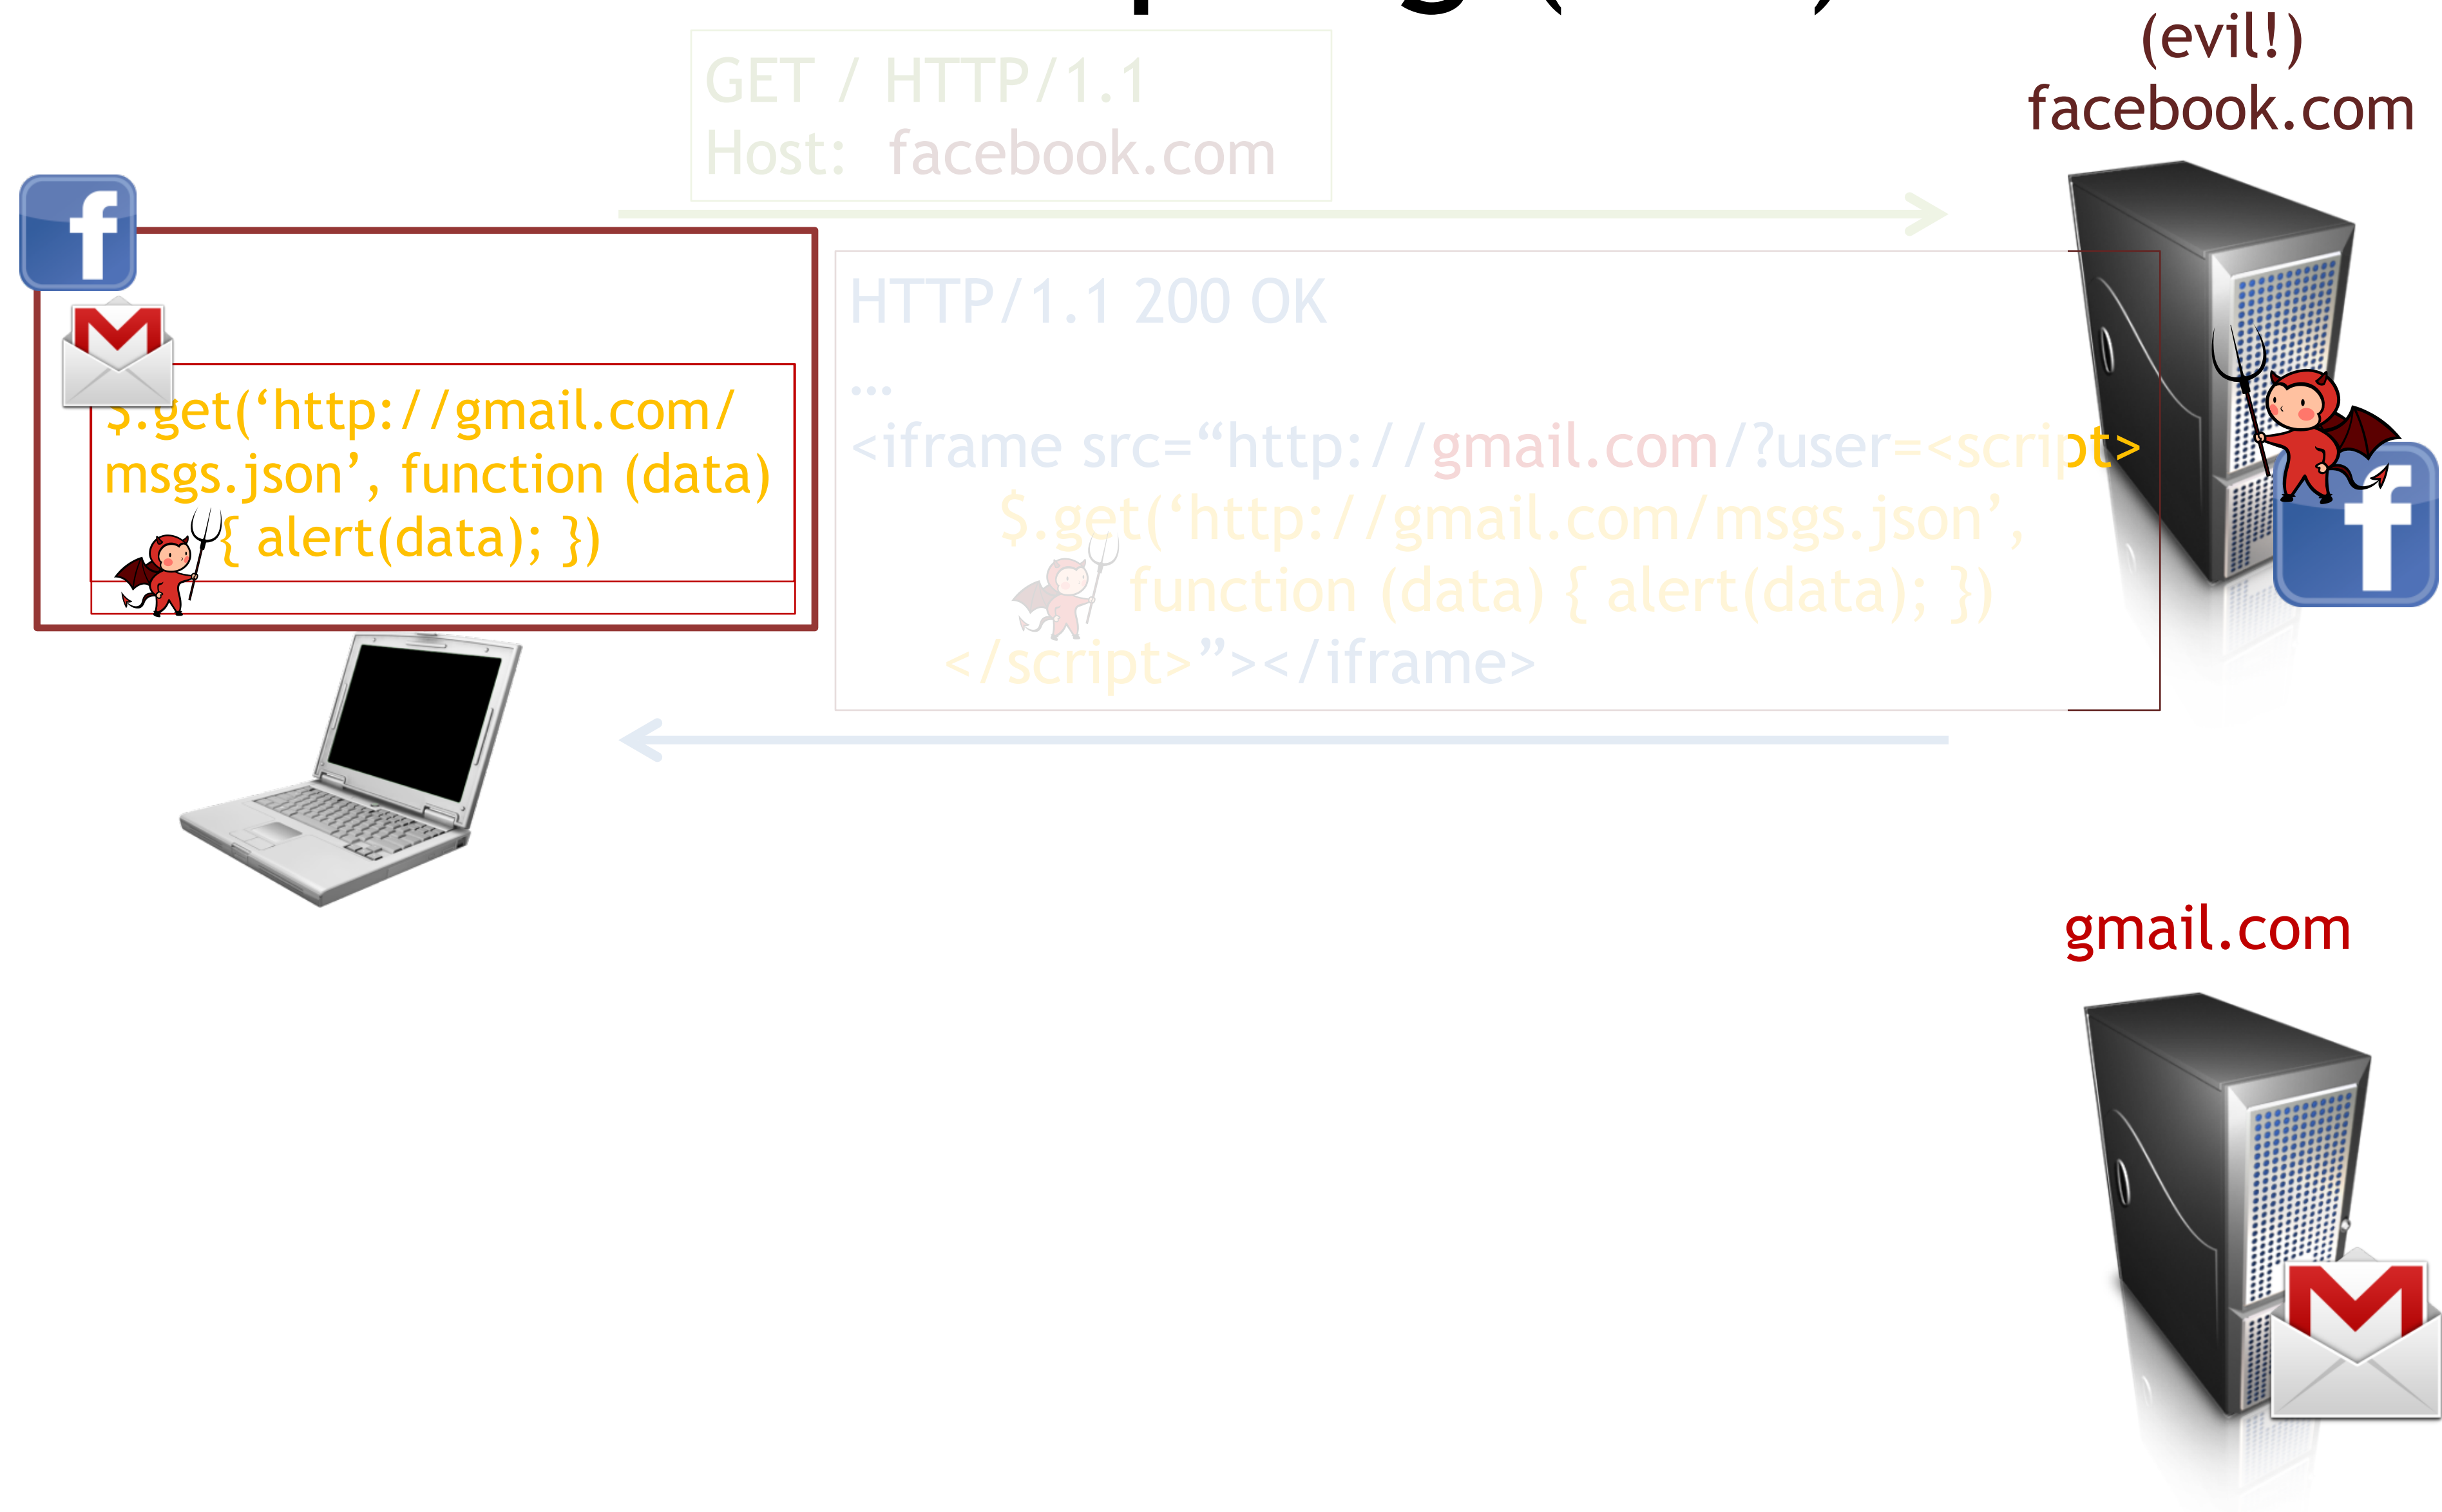 (evil!)
facebook.com
GET / HTTP/1.1
Host: facebook.com
HTTP/1.1 200 OK
...
<iframe src=“http://gmail.com/?user=<script>
$.get(‘http://gmail.com/msgs.json’,
function (data) { alert(data); })
</script>”></iframe>
$.get(‘http://gmail.com/
msgs.json’, function (data)
{ alert(data); })
gmail.com